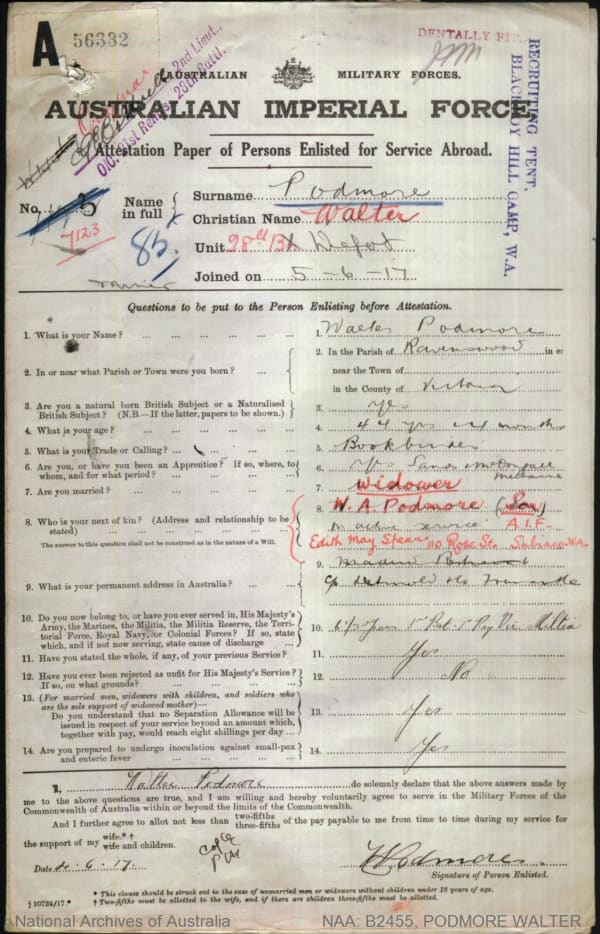 A.
56332
DENTALLY FIT.
2nd Lieut.,
O/C. 21st Reinfs. 28th Battl.
RECRUITING TENT.
BLACKBOY HILL CAMP, W.A.
AUSTRALIAN MILITARY FORCES.
AUSTRALIAN IMPERIAL FORCE.
Attestation Paper of Persons Enlisted for Service Abroad.
No. 7123
83.
Name in full
Surname Podmore
Christian Name Walter
Unit 28th Bn Depot
Joined on 5-6-17
Miner
Questions to be put to the Person Enlisting before Attestation.
1. What is your Name? ... 1. Walter Podmore
2. In or near what Parish or Town were you born? ... 2. In the Parish of Ravenswood in or
near the Town of
in the County of Victoria
3. Are you a natural born British Subject or a Naturalised
British Subject? (N.B.—If the latter, papers to be shown.) 3. Yes
4. What is your age? ... 4. 44 yrs 4 months
5. What is your Trade or Calling? ... 5. Bookbinder
6. Are you, or have you been an Apprentice? If so, where, to
whom, and for what period? ... 6. yrs Sands McDougall
7. Are you married? ... 7. Widower
8. Who is your next of kin? (Address and relationship to be
stated) ... 8. W. A. Podmore (Son)
On active service A.I.F.
The answer to this question shall not be construed as in the nature of a Will.
Edith May Shears 110 Rose St. Subiaco W.A.
9. What is your permanent address in Australia? ... 9.
10. Do you now belong to, or have you ever served in, His Majesty's
Army, the Marines, the Militia, the Militia Reserve, the Terri-
torial Force, Royal Navy, or Colonial Forces? If so, state
which, and if not now serving, state cause of discharge ... 10. Vic Militia
11. Have you stated the whole, if any, of your previous Service? 11. Yes
12. Have you ever been rejected as unfit for His Majesty's Service?
If so, on what grounds? ... 12. No
13. (For married men, widowers with children, and soldiers who
are the sole support of widowed mother)—
Do you understand that no Separation Allowance will be
issued in respect of your service beyond an amount which,
together with pay, would reach eight shillings per day ... 13. Yes
14. Are you prepared to undergo inoculation against small-pox
and enteric fever ... 14. Yes
I, Walter Podmore do solemnly declare that the above answers made by
me to the above questions are true, and I am willing and hereby voluntarily agree to serve in the Military Forces of the
Commonwealth of Australia within or beyond the limits of the Commonwealth.
And I further agree to allot not less than two-fifths three-fifths of the pay payable to me from time to time during my service for
the support of my wife.*† wife and children.
Date 4.6.17. W Podmore
Signature of Person Enlisted.
* This clause should be struck out in the case of unmarried men or widowers without children under 18 years of age.
† Two-fifths must be allotted to the wife, and if there are children three-fifths must be allotted.
§ 10724/17.*
National Archives of Australia
NAA: B2455, PODMORE WALTER